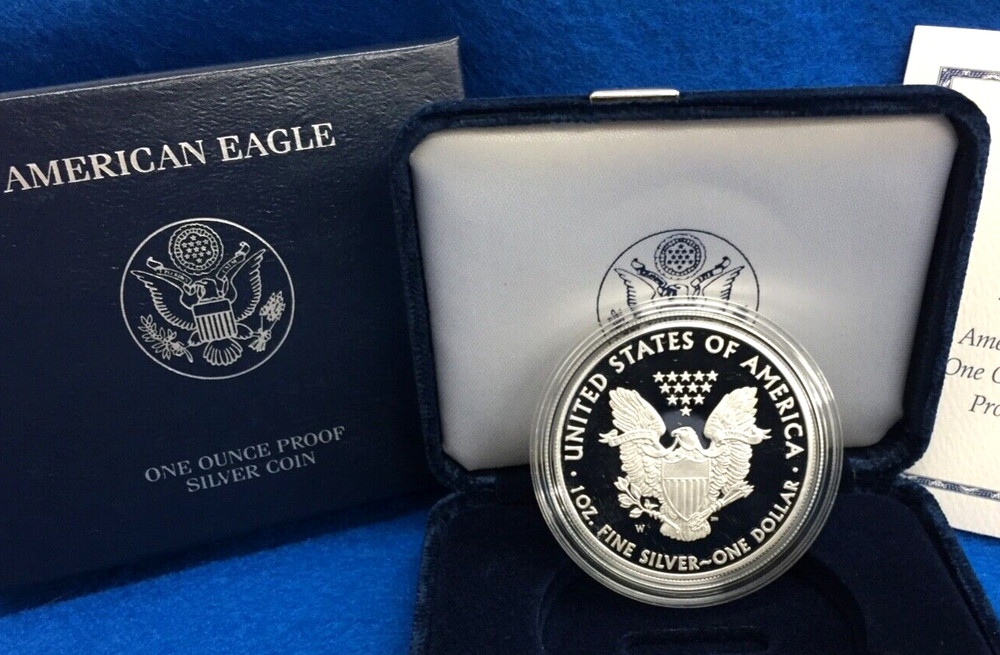 AMERICAN EAGLE
ONE OUNCE PROOF
SILVER COIN
UNITED STATES OF AMERICA
W
1 OZ. FINE SILVER~ONE DOLLAR
Ame
One
Pro